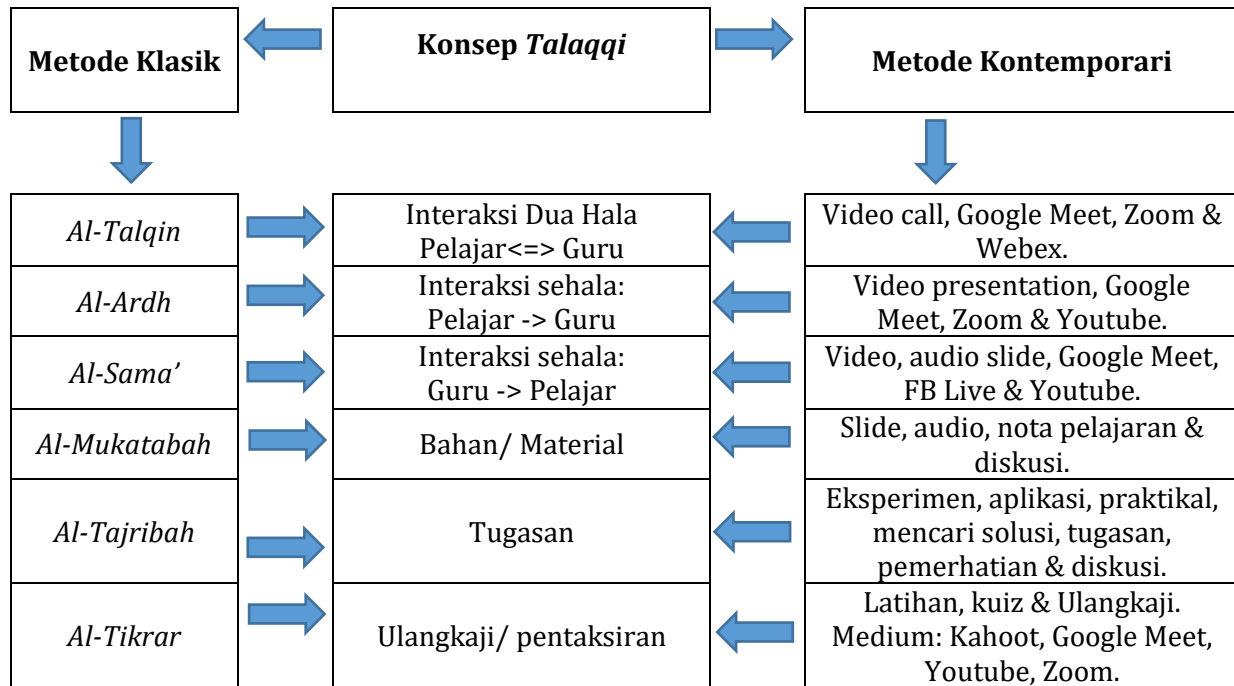 Metode Klasik
Konsep Talaqqi
Metode Kontemporari
Al-Talqin
Interaksi Dua Hala
Pelajar<=> Guru
Video call, Google Meet, Zoom &
Webex.
Al-Ardh
Interaksi sehala:
Pelajar -> Guru
Video presentation, Google
Meet, Zoom & Youtube.
Al-Sama’
Interaksi sehala:
Guru -> Pelajar
Video, audio slide, Google Meet,
FB Live & Youtube.
Al-Mukatabah
Bahan/ Material
Slide, audio, nota pelajaran &
diskusi.
Al-Tajribah
Tugasan
Eksperimen, aplikasi, praktikal,
mencari solusi, tugasan,
pemerhatian & diskusi.
Al-Tikrar
Ulangkaji/ pentaksiran
Latihan, kuiz & Ulangkaji.
Medium: Kahoot, Google Meet,
Youtube, Zoom.